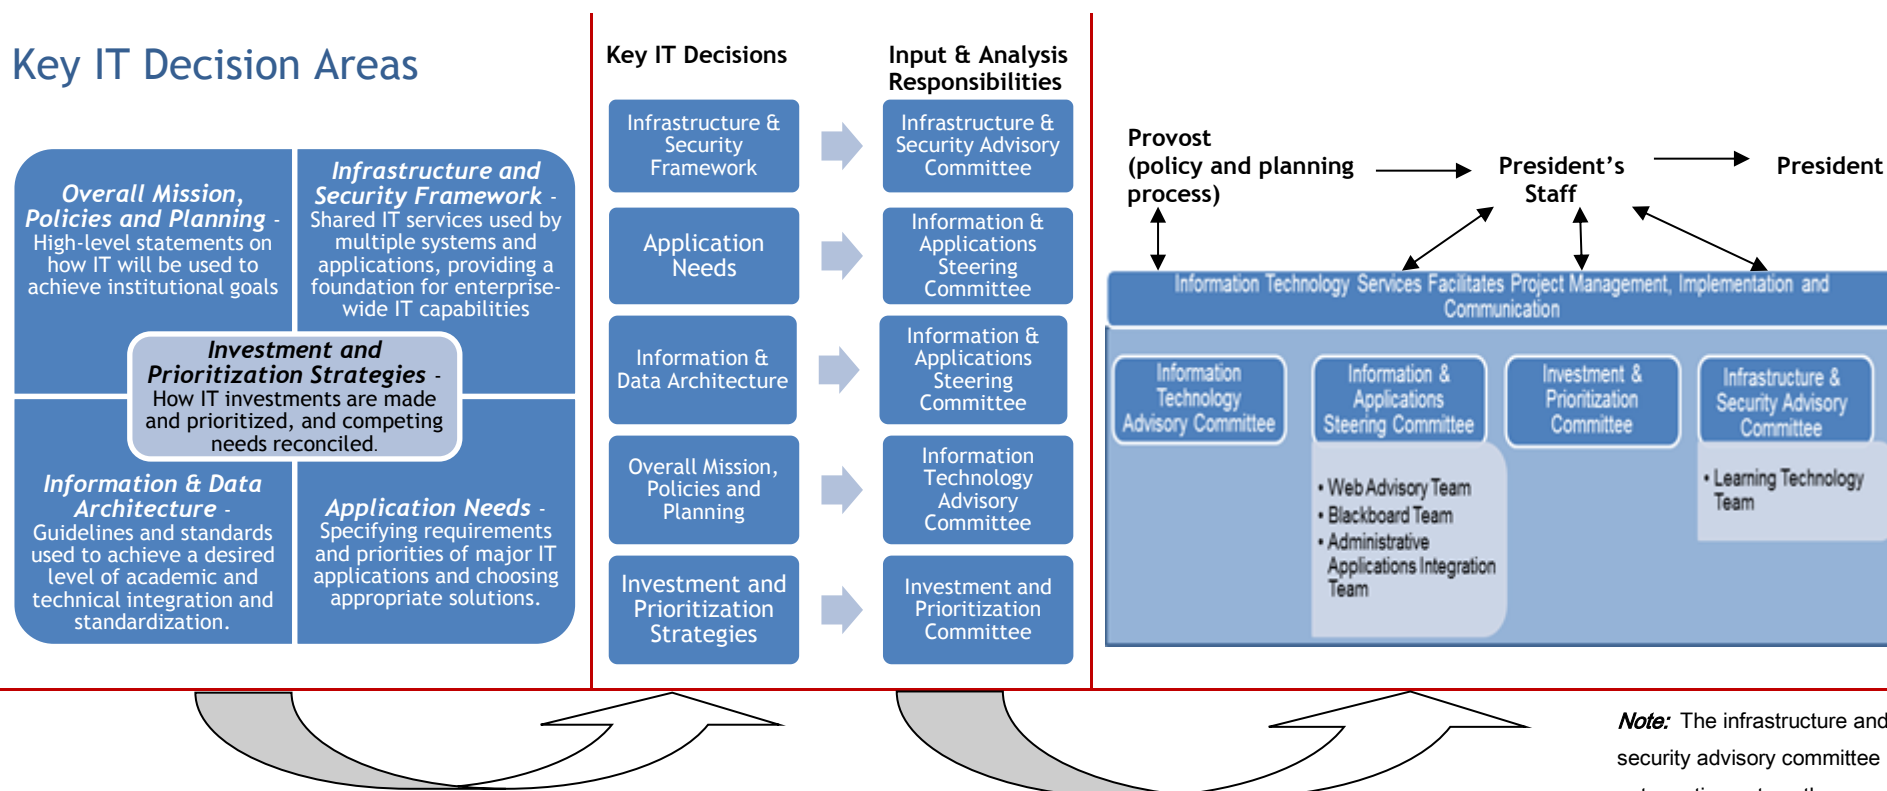 Key IT Decision Areas
Overall Mission,
Policies and Planning -
High-level statements on
how IT will be used to
achieve institutional goals
Infrastructure and
Security Framework -
Shared IT services used by
multiple systems and
applications, providing a
foundation for enterprise-
wide IT capabilities
Investment and
Prioritization Strategies -
How IT investments are made
and prioritized, and competing
needs reconciled.
Information & Data
Architecture -
Guidelines and standards
used to achieve a desired
level of academic and
technical integration and
standardization.
Application Needs -
Specifying requirements
and priorities of major IT
applications and choosing
appropriate solutions.
Key IT Decisions
Input & Analysis
Responsibilities
Infrastructure &
Security
Framework
Infrastructure &
Security Advisory
Committee
Application
Needs
Information &
Applications
Steering
Committee
Information &
Data Architecture
Information &
Applications
Steering
Committee
Overall Mission,
Policies and
Planning
Information
Technology
Advisory
Committee
Investment and
Prioritization
Strategies
Investment and
Prioritization
Committee
Provost
(policy and planning
process)
President's
Staff
President
Information Technology Services Facilitates Project Management, Implementation and
Communication
Information
Technology
Advisory Committee
Information &
Applications
Steering Committee
• Web Advisory Team
• Blackboard Team
• Administrative
Applications Integration
Team
Investment &
Prioritization
Committee
Infrastructure &
Security Advisory
Committee
• Learning Technology
Team
Note: The infrastructure and
security advisory committee